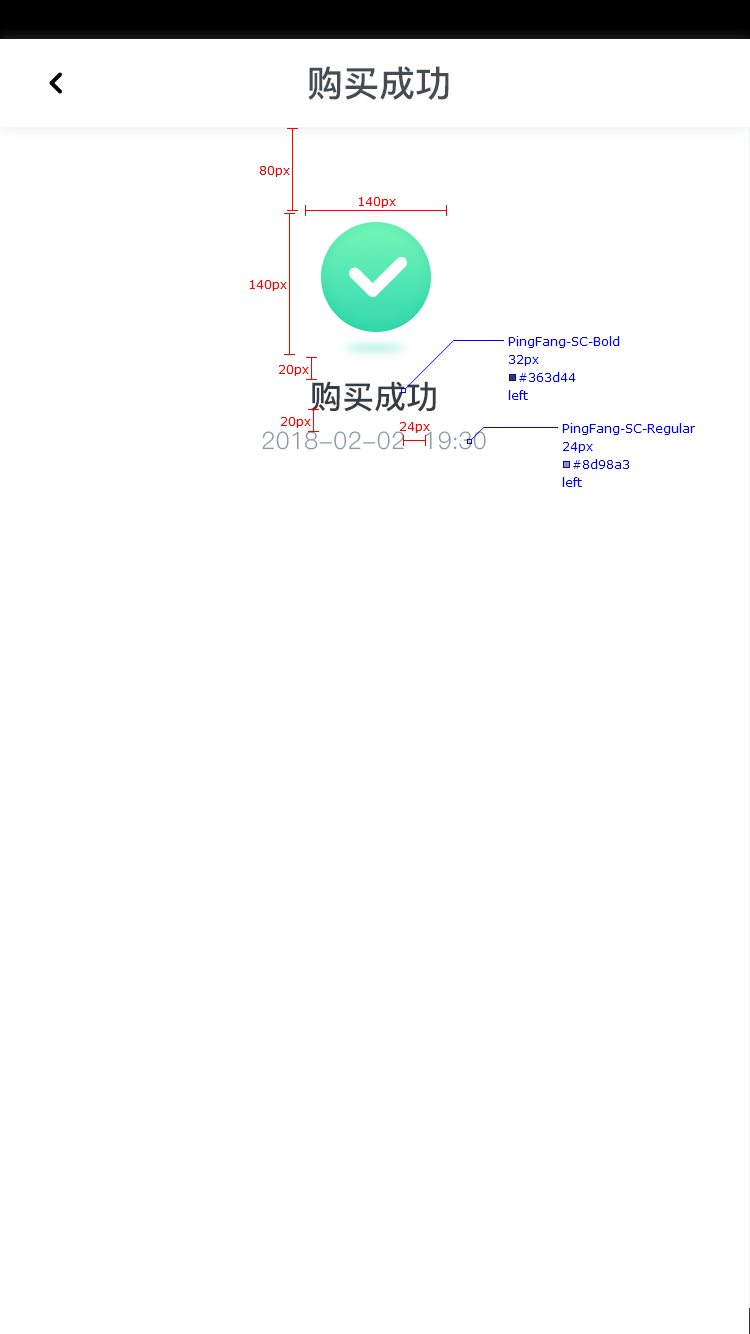 购买成功
80px
140px
140px
PingFang-SC-Bold
32px
#363d44
left
20px
购买成功
20px
24px
2018-02-02 19:30
PingFang-SC-Regular
24px
#8d98a3
left